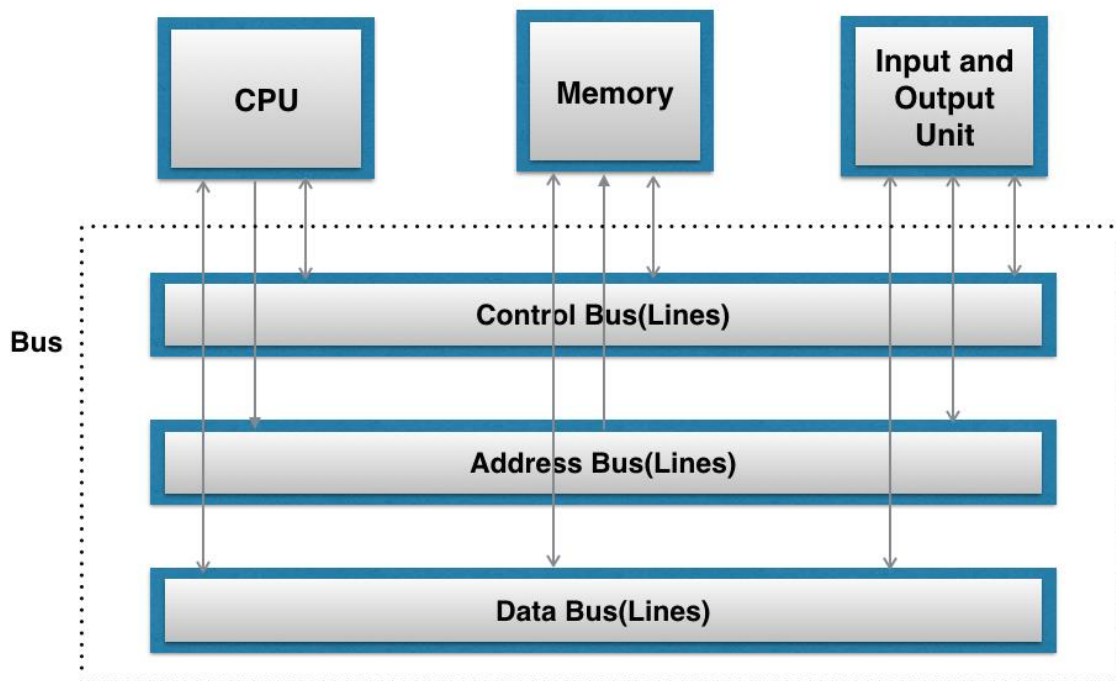 CPU
Memory
Input and
Output
Unit
Bus
Control Bus(Lines)
Address Bus(Lines)
Data Bus(Lines)